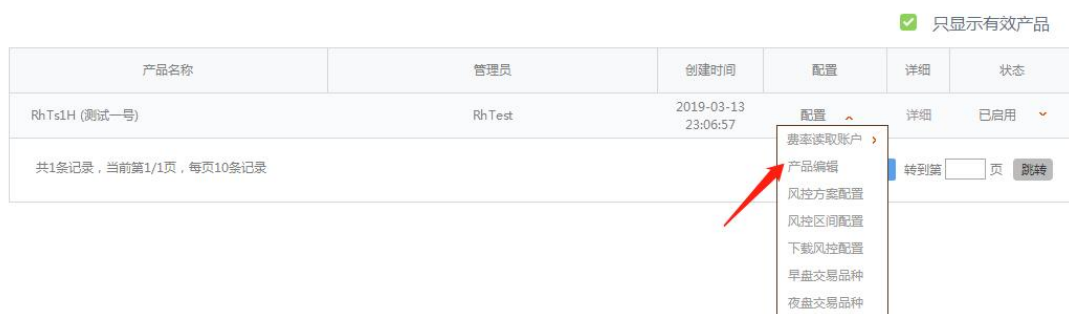 只显示有效产品
产品名称 管理员 创建时间 配置 详细 状态
RhTs1H (测试一号) RhTest 2019-03-13 23:06:57 配置 详细 已启用
费率读取账户
共1条记录，当前第1/1页，每页10条记录 转到第 页 跳转
产品编辑
风控方案配置
风控区间配置
下载风控配置
早盘交易品种
夜盘交易品种